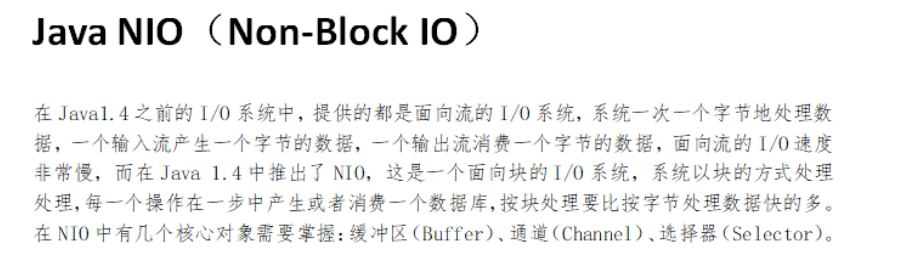 Java NIO（Non-Block IO）
在 Java1.4 之前的 I/O 系统中，提供的都是面向流的 I/O 系统，系统一次一个字节地处理数
据，一个输入流产生一个字节的数据，一个输出流消费一个字节的数据，面向流的 I/O 速度
非常慢，而在 Java 1.4 中推出了 NIO，这是一个面向块的 I/O 系统，系统以块的方式处理
处理，每一个操作在一步中产生或者消费一个数据库，按块处理要比按字节处理数据快的多。
在 NIO 中有几个核心对象需要掌握：缓冲区（Buffer）、通道（Channel）、选择器（Selector）。